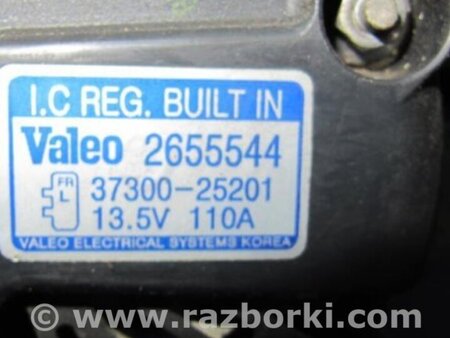 I.C REG. BUILT IN
Valeo 2655544
FR
L
37300-25201
13.5V 110A
VALEO ELECTRICAL SYSTEMS KOREA
© www.razborki.com